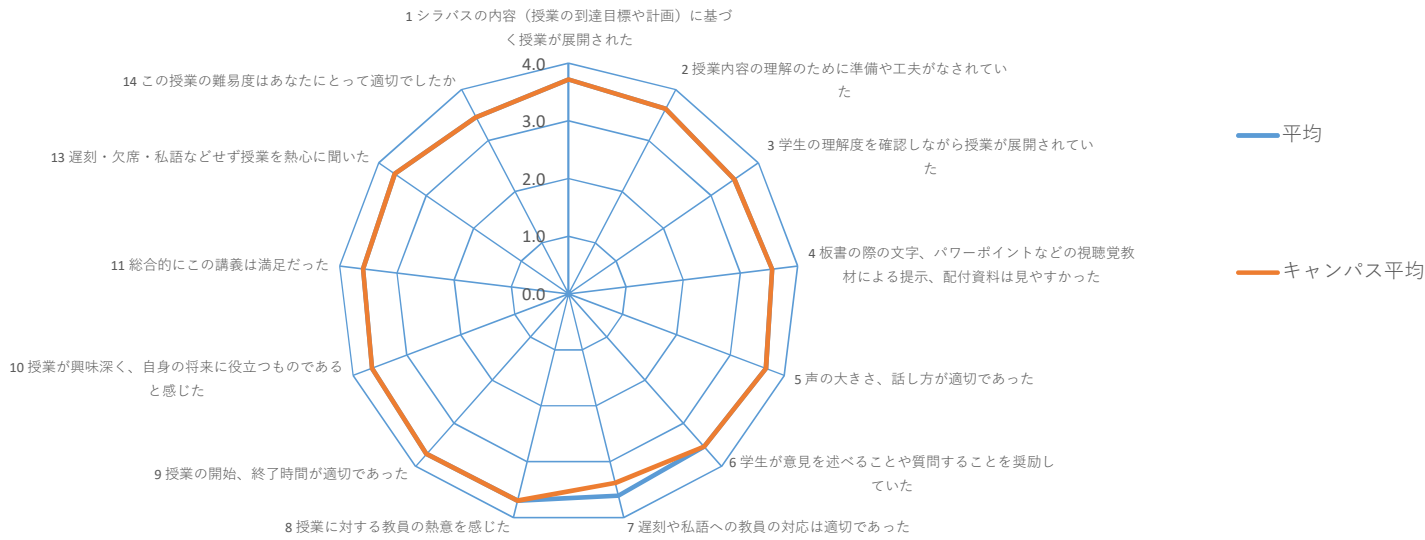 1 シラバスの内容（授業の到達目標や計画）に基づ
く授業が展開された
2 授業内容の理解のために準備や工夫がなされてい
た
3 学生の理解度を確認しながら授業が展開されてい
た
4 板書の際の文字、パワーポイントなどの視聴覚教
材による提示、配付資料は見やすかった
5 声の大きさ、話し方が適切であった
6 学生が意見を述べることや質問することを奨励し
ていた
7 遅刻や私語への教員の対応は適切であった
8 授業に対する教員の熱意を感じた
9 授業の開始、終了時間が適切であった
10 授業が興味深く、自身の将来に役立つものである
と感じた
11 総合的にこの講義は満足だった
13 遅刻・欠席・私語などせず授業を熱心に聞いた
14 この授業の難易度はあなたにとって適切でしたか
4.0
3.0
2.0
1.0
0.0
平均
キャンパス平均